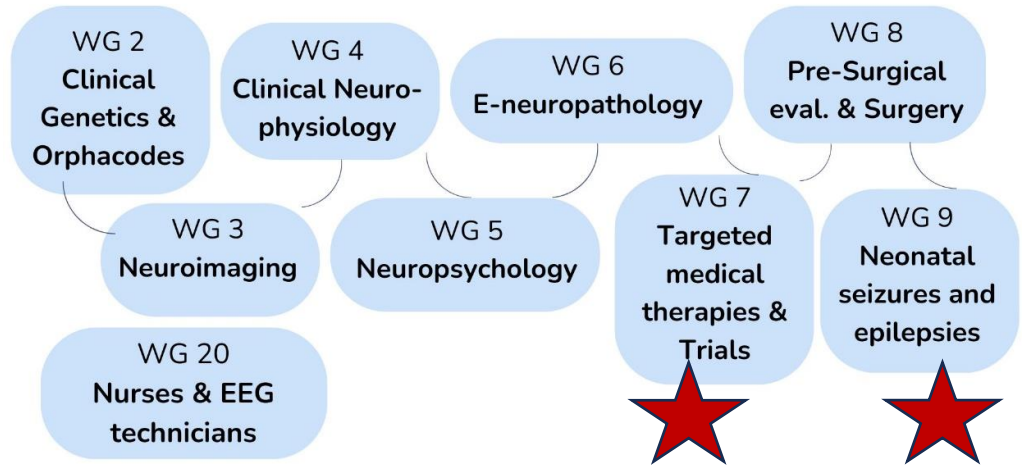 WG 2
Clinical
Genetics &
Orphacodes
WG 4
Clinical Neuro-
physiology
WG 6
E-neuropathology
WG 8
Pre-Surgical
eval. & Surgery
WG 3
Neuroimaging
WG 5
Neuropsychology
WG 7
Targeted
medical
therapies &
Trials
WG 9
Neonatal
seizures and
epilepsies
WG 20
Nurses & EEG
technicians